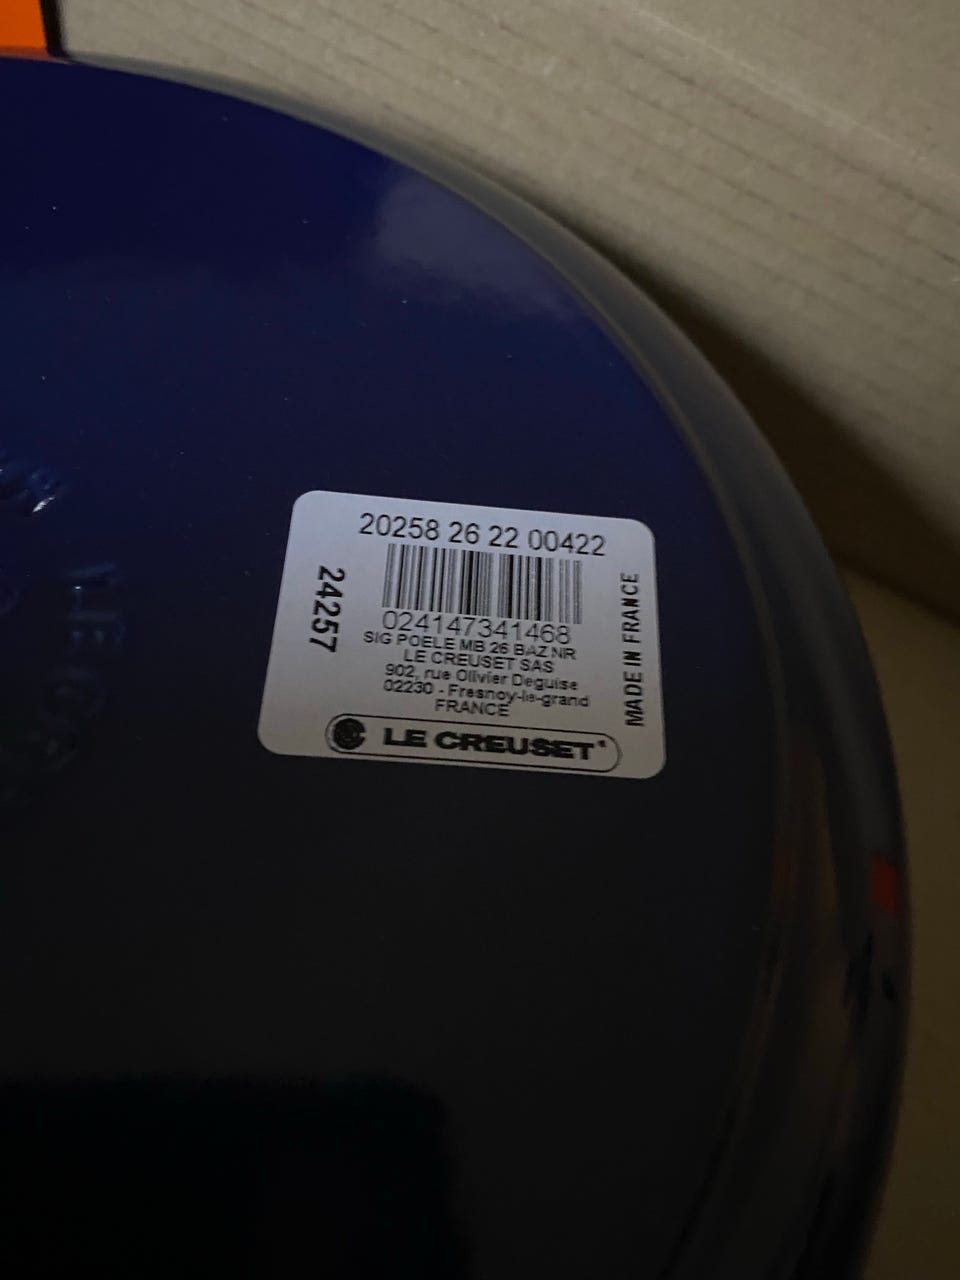 20258 26 22 00422
024147341468
SIG POELE MB 26 BAZ NR
LE CREUSET SAS
902, rue Olivier Deguise
02230 - Fresnoy-le-grand
FRANCE
LE CREUSET
24257
MADE IN FRANCE